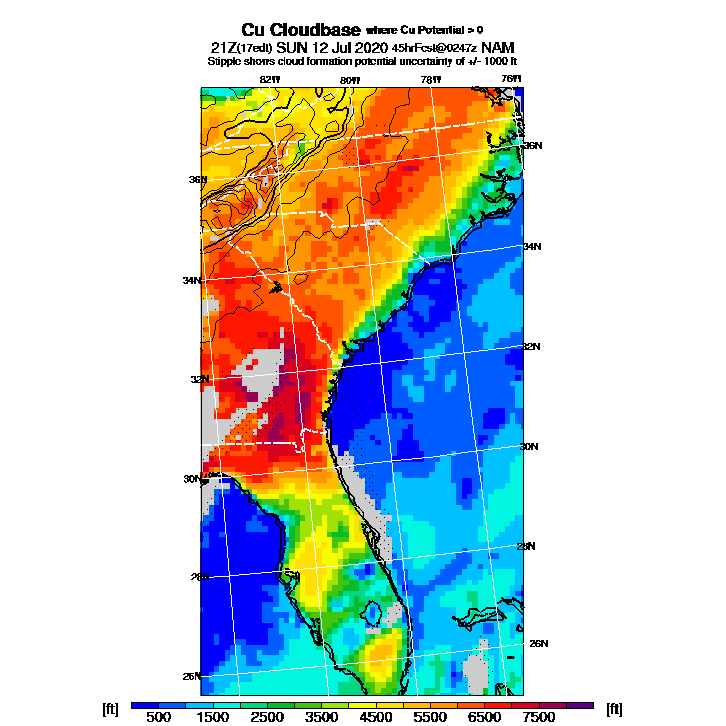 Cu Cloudbase where Cu Potential > 0
21Z(17edt) SUN 12 Jul 2020 45hrFcst@0247z NAM
Stipple shows cloud formation potential uncertainty of +/- 1000 ft
82W 80W 78W 76W
36N 36N
34N 34N
32N 32N
30N 30N
28N 28N
26N 26N
[ft] 500 1500 2500 3500 4500 5500 6500 7500 [ft]